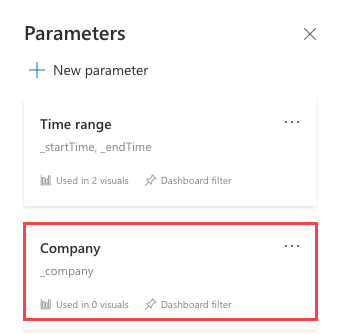 Parameters
New parameter
Time range
_startTime, _endTime
Used in 2 visuals Dashboard filter
Company
_company
Used in 0 visuals Dashboard filter